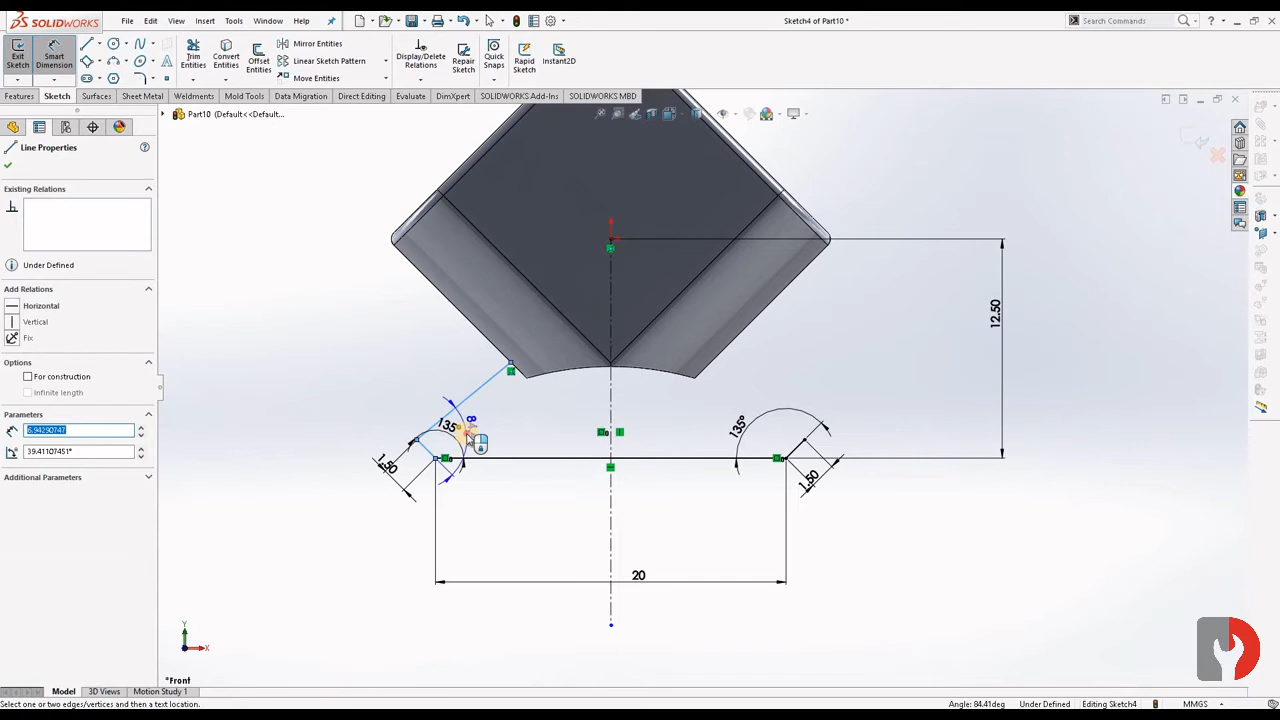 SOLIDWORKS File Edit View Insert Tools Window Help Sketch4 of Part10 * Search Commands
Exit Sketch Smart Dimension Trim Entities Convert Entities Offset Entities Mirror Entities Linear Sketch Pattern Move Entities Display/Delete Relations Repair Sketch Quick Snaps Rapid Sketch Instant2D
Features Sketch Surfaces Sheet Metal Weldments Mold Tools Data Migration Direct Editing Evaluate DimXpert SOLIDWORKS Add-Ins SOLIDWORKS MBD
Part10 (Default<<Default...
Line Properties
Existing Relations
Under Defined
Add Relations
Horizontal
Vertical
Fix
Options
For construction
Infinite length
Parameters
6.94290747
39.41107451°
Additional Parameters
12.50
135°
135°
1.50
1.50
20
Y
X
*Front
Model 3D Views Motion Study 1
Select one or two edges/vertices and then a text location. Angle: 84.41deg Under Defined Editing Sketch4 MMGS